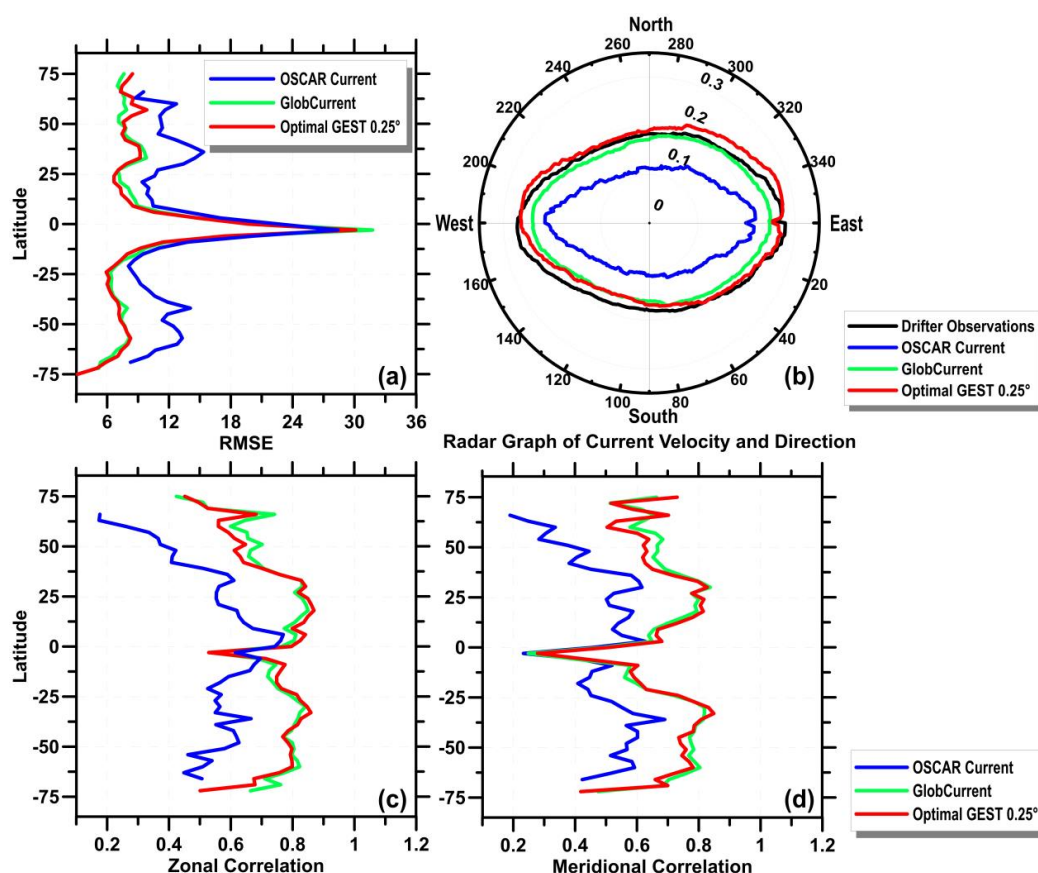 75
50
25
0
-25
-50
-75
Latitude
OSCAR Current
GlobCurrent
Optimal GEST 0.25°
(a)
6 12 18 24 30 36
RMSE
North
260 280
240 300
220 320
200 340
West East
160 20
140 40
120 60
100 80
South
0.3
0.2
0.1
0
(b)
Drifter Observations
OSCAR Current
GlobCurrent
Optimal GEST 0.25°
Radar Graph of Current Velocity and Direction
75
50
25
0
-25
-50
-75
Latitude
(c)
0.2 0.4 0.6 0.8 1 1.2
Zonal Correlation
75
50
25
0
-25
-50
-75
(d)
0.2 0.4 0.6 0.8 1 1.2
Meridional Correlation
OSCAR Current
GlobCurrent
Optimal GEST 0.25°